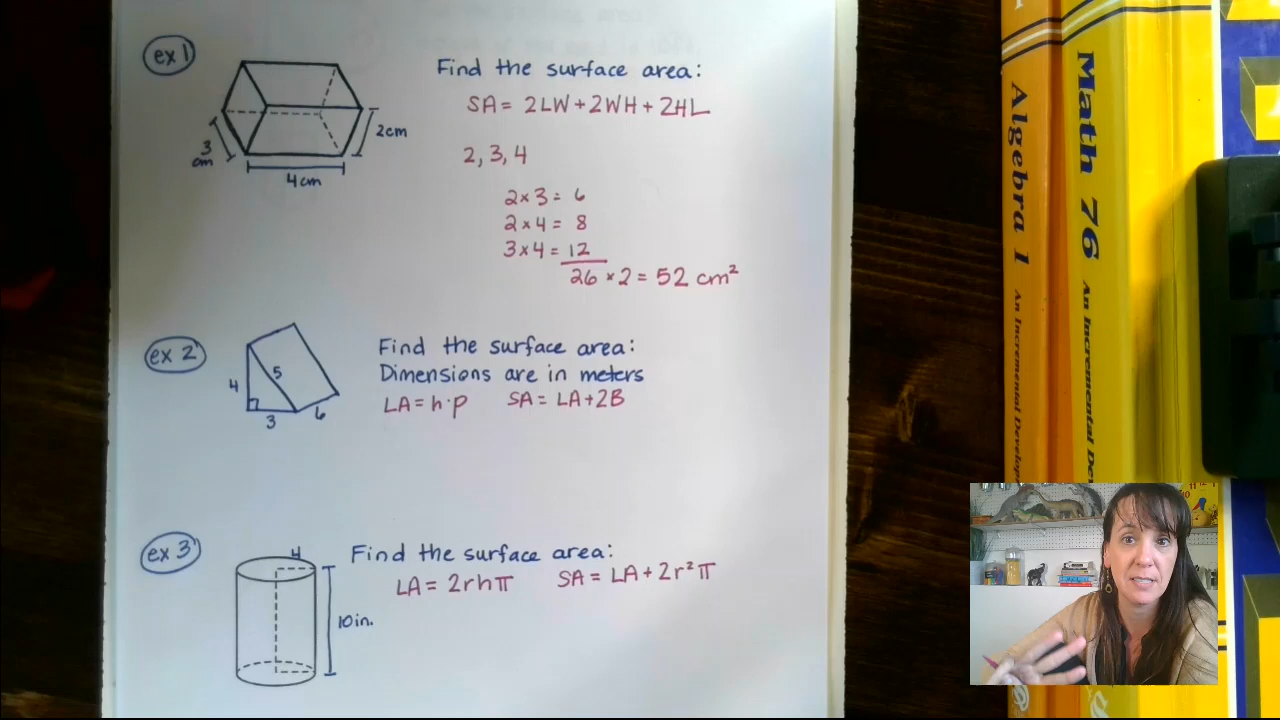 ex 1
Find the surface area:
SA = 2LW + 2WH + 2HL
3 cm
2cm
4cm
2, 3, 4
2 × 3 = 6
2 × 4 = 8
3 × 4 = 12
26 × 2 = 52 cm²
ex 2
4
5
3
6
Find the surface area:
Dimensions are in meters
LA = h · p SA = LA + 2B
ex 3
4
10in.
Find the surface area:
LA = 2rhπ SA = LA + 2r²π
Algebra 1 An Incremental
Math 76 An Incremental